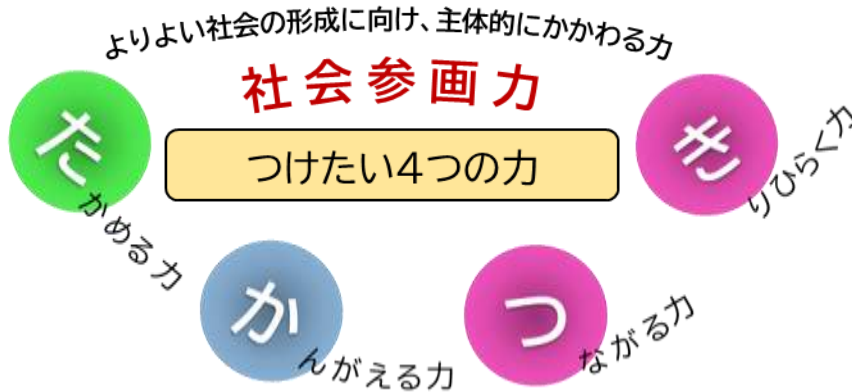 よりよい社会の形成に向け、主体的にかかわる力
社会参画力
つけたい4つの力
たかめる力
かんがえる力
つながる力
きりひらく力